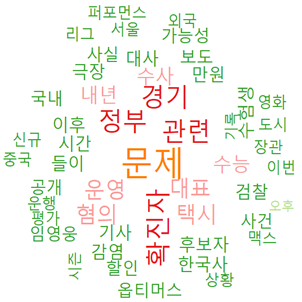 퍼포먼스 외국
리그 서울 가능성
사실 대사 보도
극장 수사 만원
국내 내년 경기 기록 수험생 영화
이후 정부 관련 도시
신규 시간 장관
중국 들이 문제 수능 이번
공개 운영 확진자 대표 검찰
운행 오후
평가 혐의 택시 사건
임영웅 기사 맥스
감염 후보자
시즌 할인 한국사
상황
옵티머스